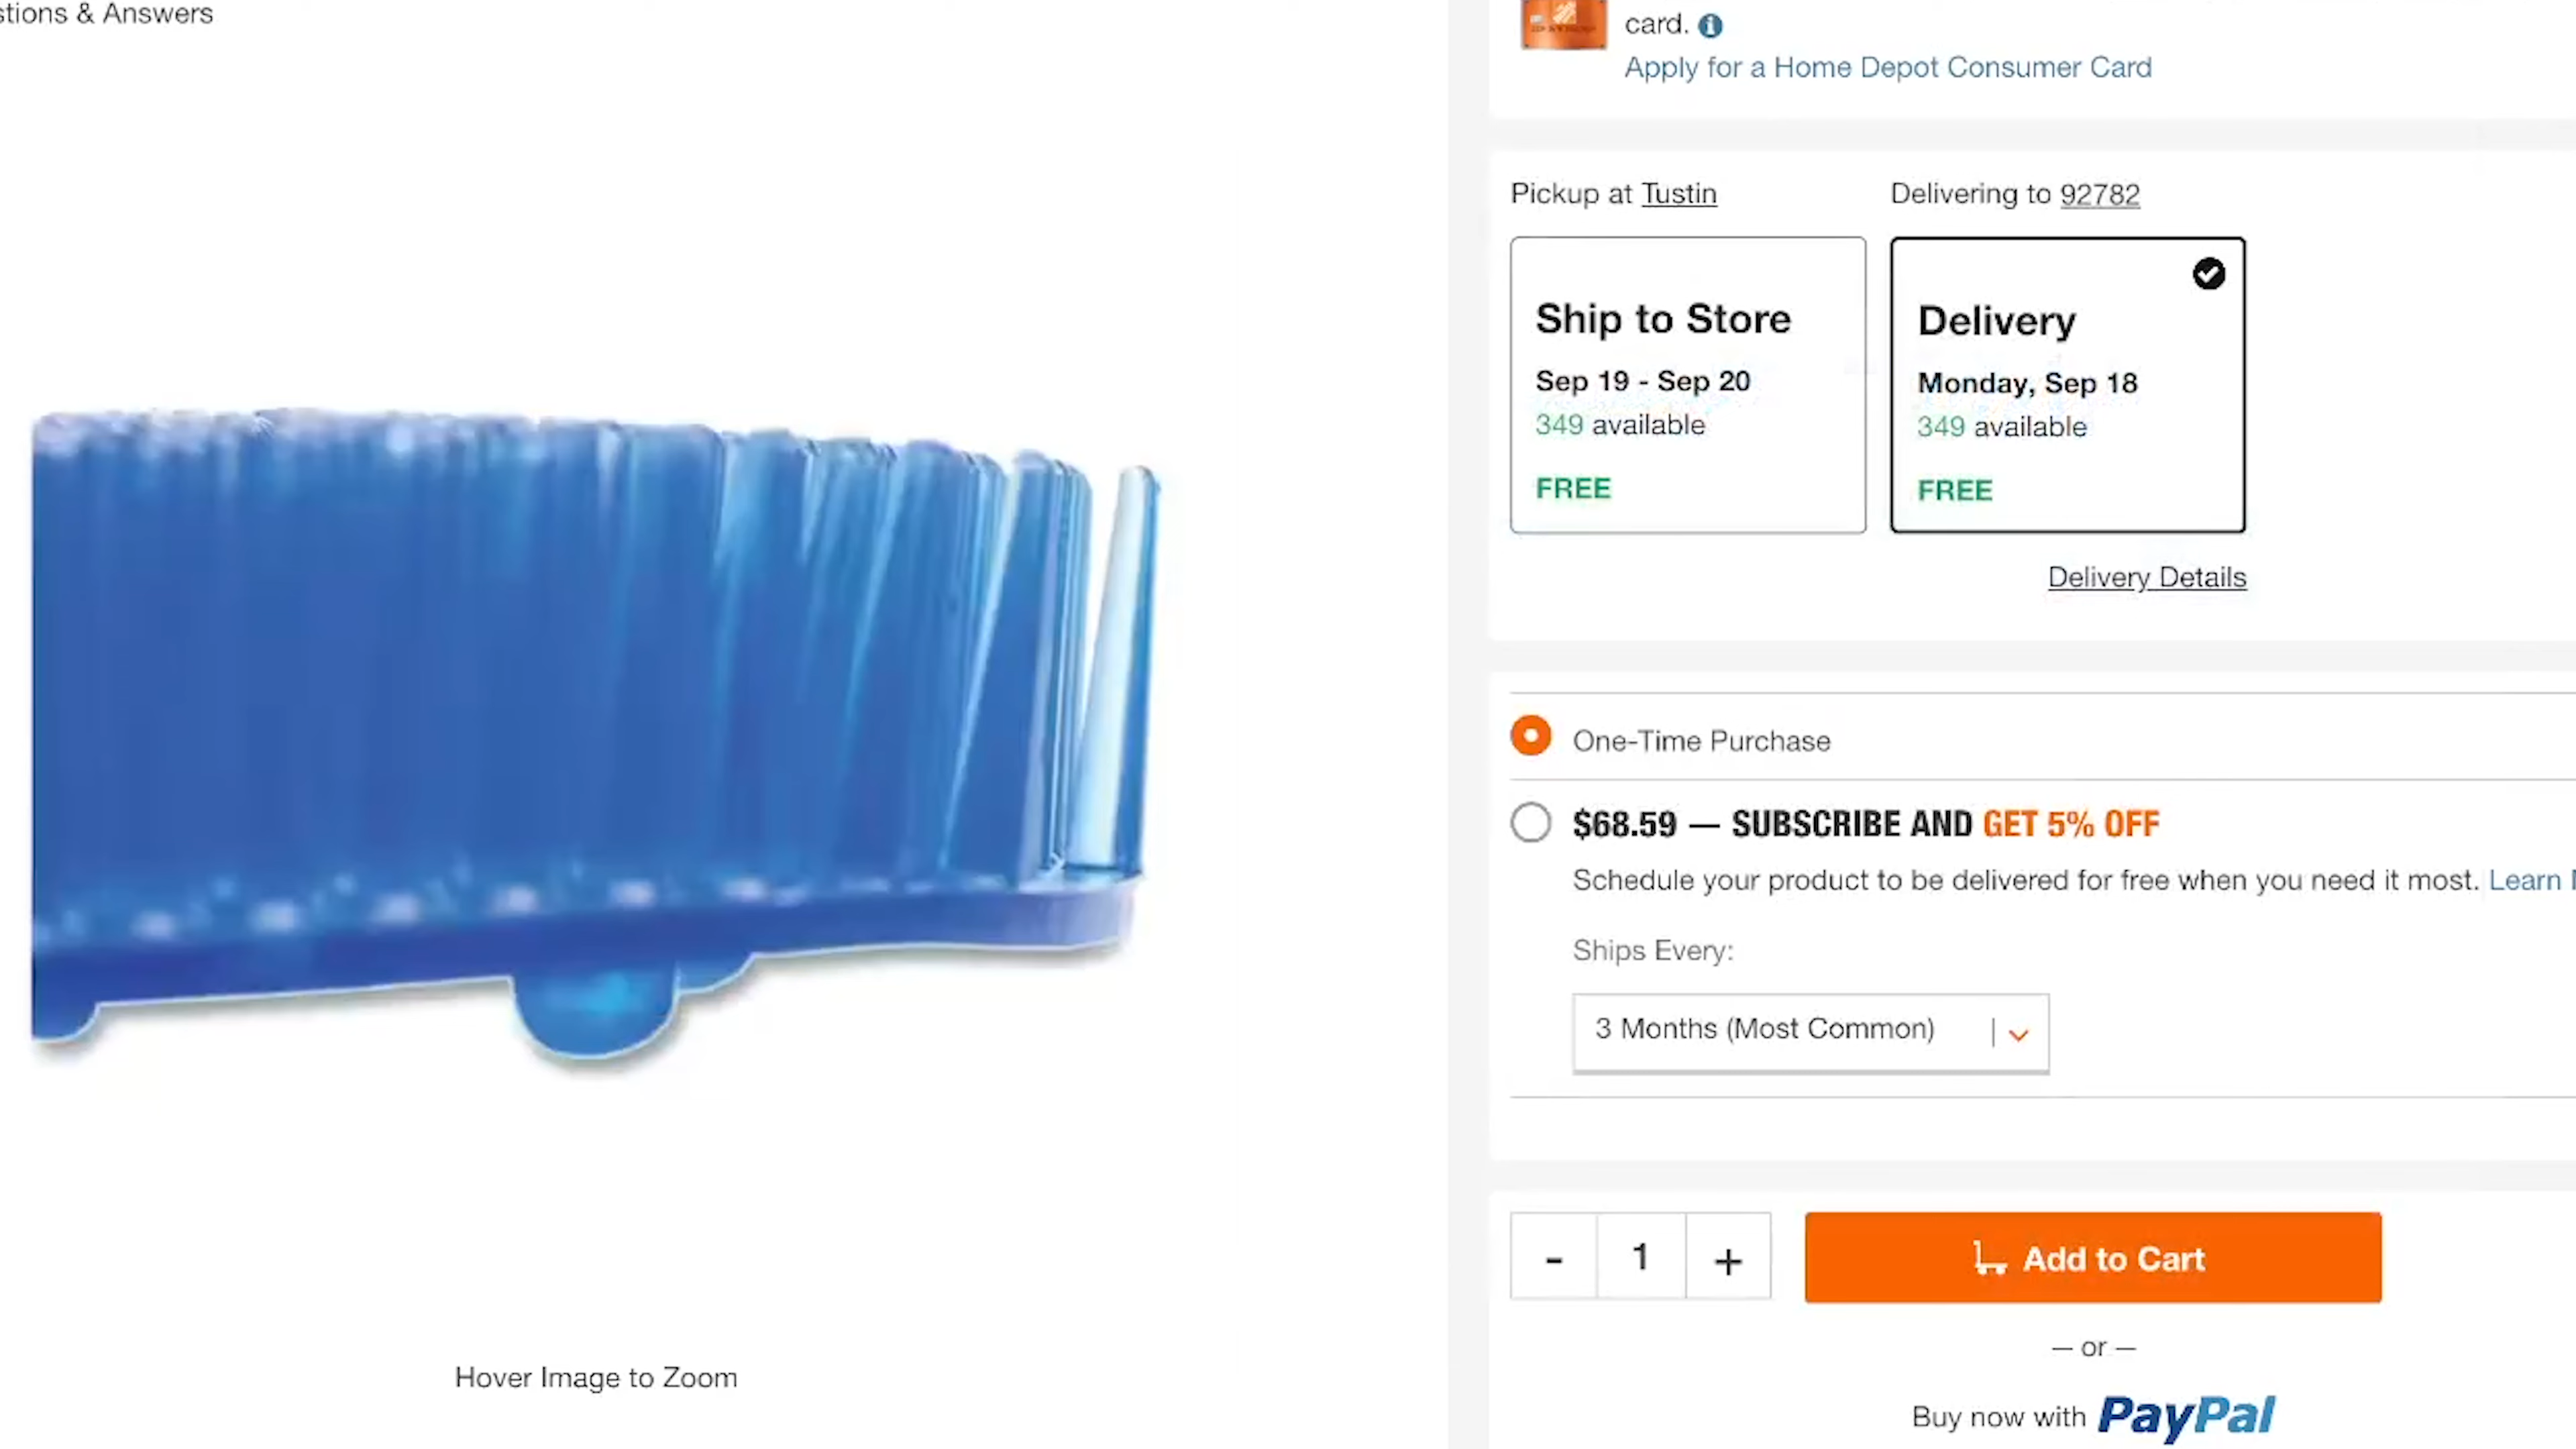 stions & Answers
card.
Apply for a Home Depot Consumer Card
Pickup at Tustin
Delivering to 92782
Ship to Store
Sep 19 - Sep 20
349 available
FREE
Delivery
Monday, Sep 18
349 available
FREE
Delivery Details
One-Time Purchase
$68.59 — SUBSCRIBE AND GET 5% OFF
Schedule your product to be delivered for free when you need it most. Learn
Ships Every:
3 Months (Most Common)
- 1 +
Add to Cart
— or —
Buy now with PayPal
Hover Image to Zoom